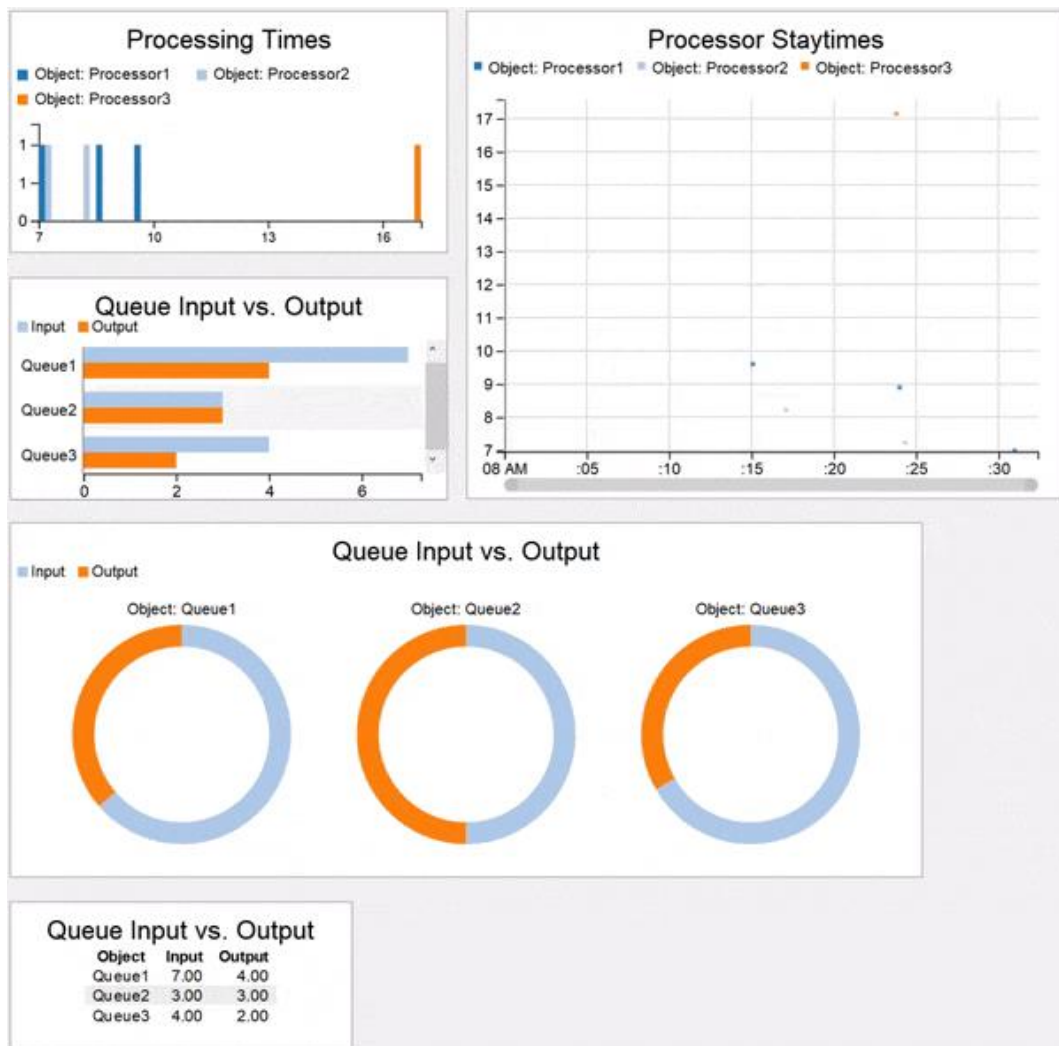 Processing Times
Object: Processor1 Object: Processor2
Object: Processor3
1
1
0
7 10 13 16
Processor Staytimes
Object: Processor1 Object: Processor2 Object: Processor3
17
16
15
14
13
12
11
10
9
8
7
08 AM :05 :10 :15 :20 :25 :30
Queue Input vs. Output
Input Output
Queue1
Queue2
Queue3
0 2 4 6
Queue Input vs. Output
Input Output
Object: Queue1 Object: Queue2 Object: Queue3
Queue Input vs. Output
Object Input Output
Queue1 7.00 4.00
Queue2 3.00 3.00
Queue3 4.00 2.00